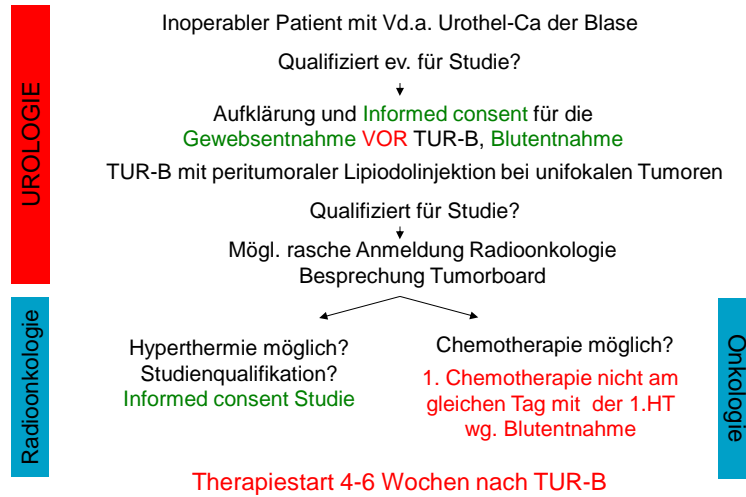 UROLOGIE
Inoperabler Patient mit Vd.a. Urothel-Ca der Blase
Qualifiziert ev. für Studie?
Aufklärung und Informed consent für die
Gewebsentnahme VOR TUR-B, Blutentnahme
TUR-B mit peritumoraler Lipiodolinjektion bei unifokalen Tumoren
Qualifiziert für Studie?
Mögl. rasche Anmeldung Radioonkologie
Besprechung Tumorboard
Radioonkologie
Hyperthermie möglich?
Studienqualifikation?
Informed consent Studie
Chemotherapie möglich?
1. Chemotherapie nicht am
gleichen Tag mit der 1.HT
wg. Blutentnahme
Onkologie
Therapiestart 4-6 Wochen nach TUR-B